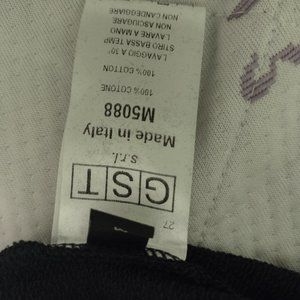 27
GST
s.r.l.
Made in Italy
M5088
100% COTONE
100% COTTON
LAVAGGIO A 30°
STIRO BASSA TEMP
LAVARE A MANO
NON ASCIUGARE
NON CANDEGGIARE